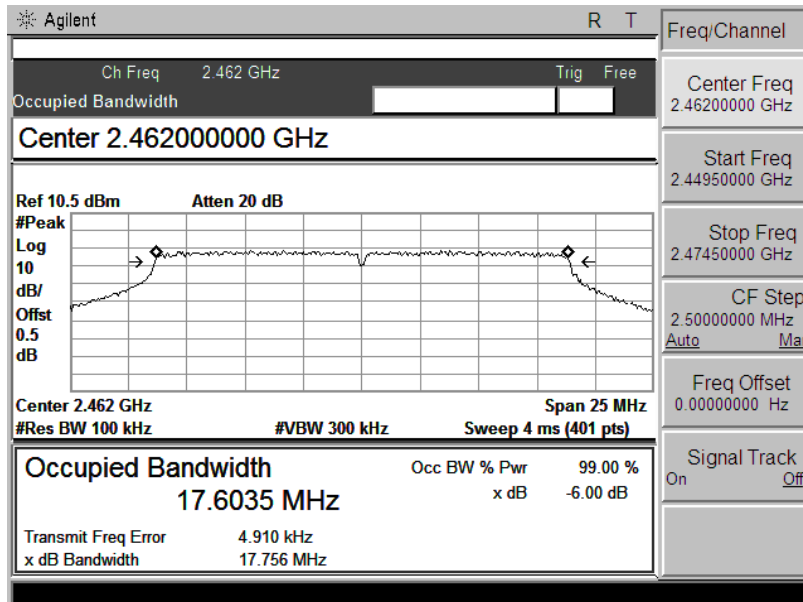 Agilent R T
Ch Freq 2.462 GHz Trig Free
Occupied Bandwidth
Center 2.462000000 GHz
Ref 10.5 dBm Atten 20 dB
#Peak
Log
10
dB/
Offst
0.5
dB
Center 2.462 GHz Span 25 MHz
#Res BW 100 kHz #VBW 300 kHz Sweep 4 ms (401 pts)
Occupied Bandwidth Occ BW % Pwr 99.00 %
17.6035 MHz x dB -6.00 dB
Transmit Freq Error 4.910 kHz
x dB Bandwidth 17.756 MHz
Freq/Channel
Center Freq
2.46200000 GHz
Start Freq
2.44950000 GHz
Stop Freq
2.47450000 GHz
CF Step
2.50000000 MHz
Auto Ma
Freq Offset
0.00000000 Hz
Signal Track
On Off